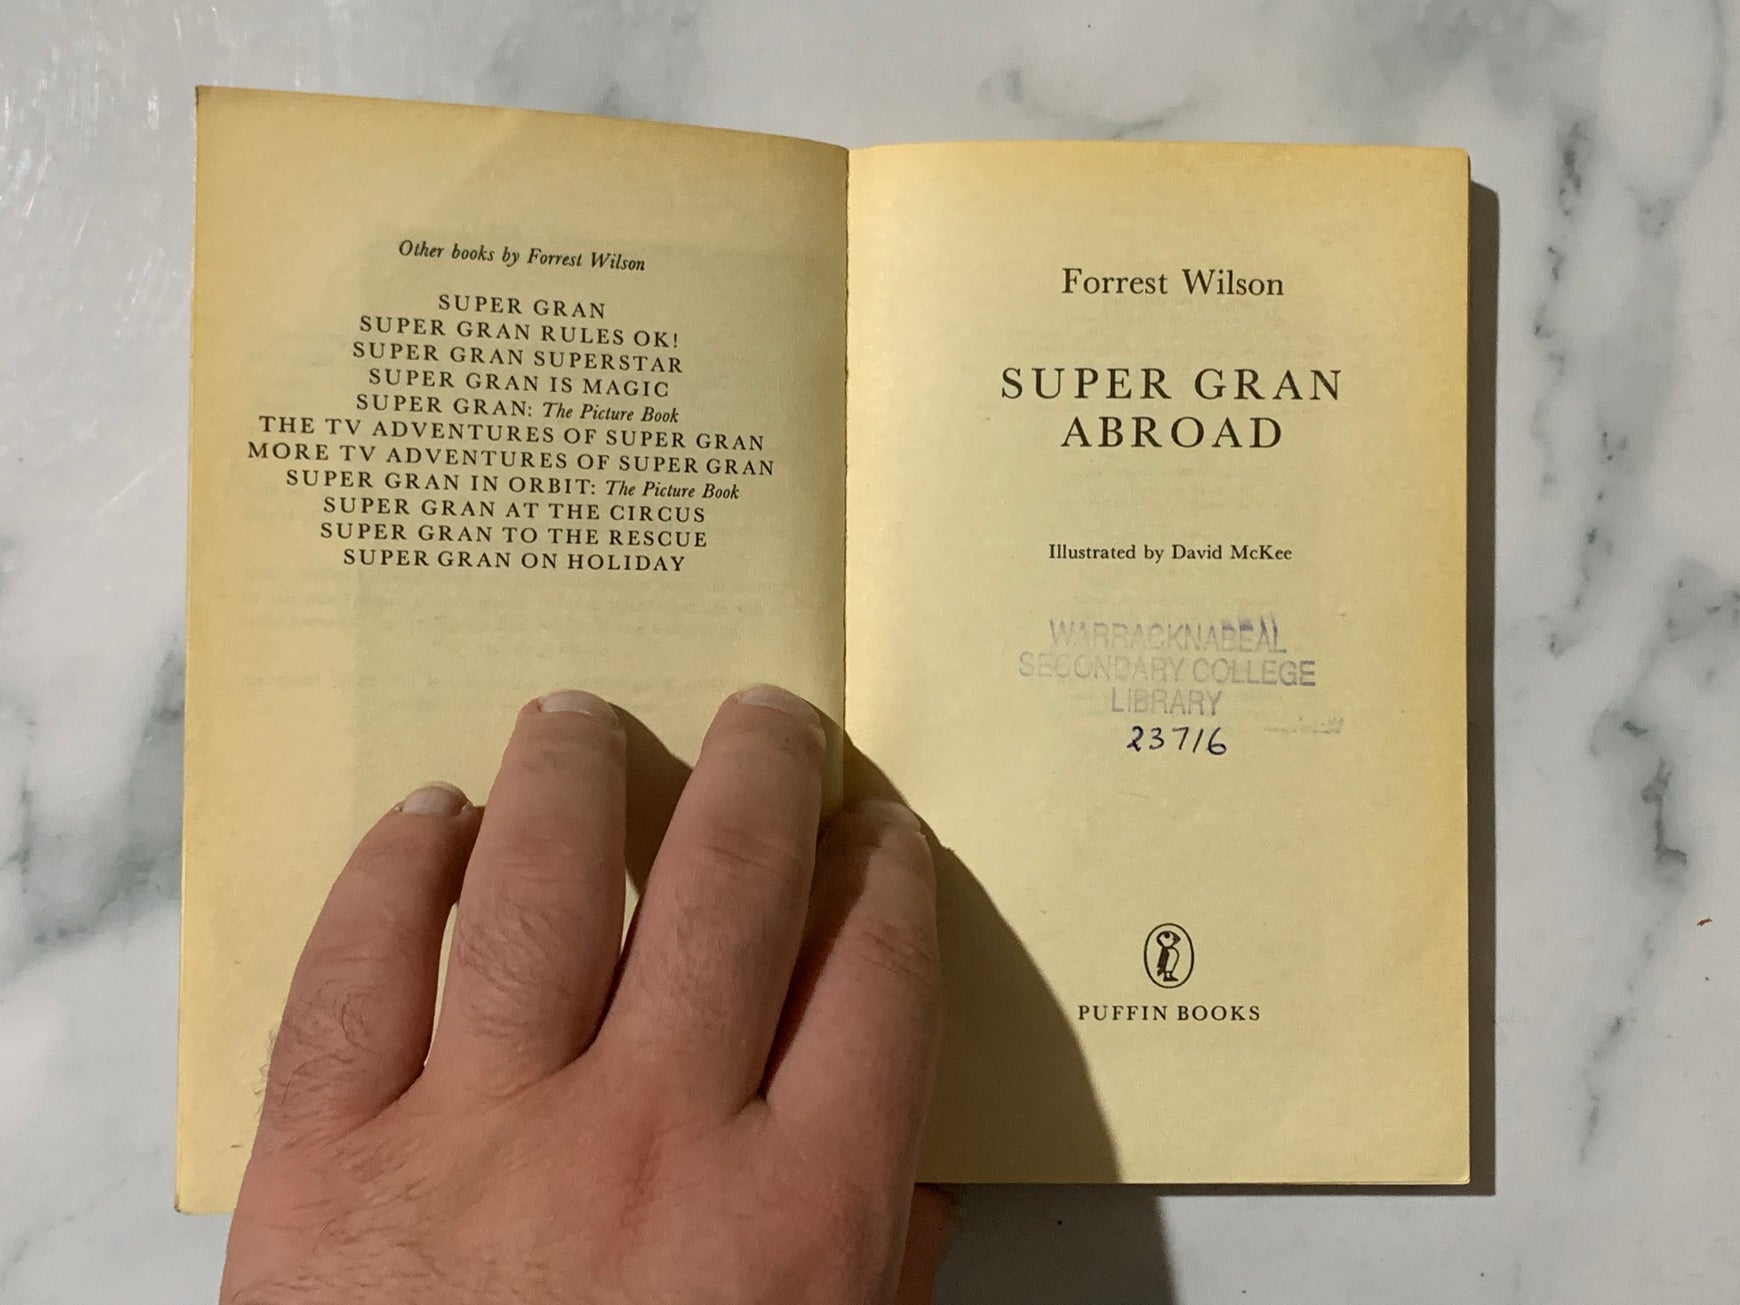 Other books by Forrest Wilson
SUPER GRAN
SUPER GRAN RULES OK!
SUPER GRAN SUPERSTAR
SUPER GRAN IS MAGIC
SUPER GRAN: The Picture Book
THE TV ADVENTURES OF SUPER GRAN
MORE TV ADVENTURES OF SUPER GRAN
SUPER GRAN IN ORBIT: The Picture Book
SUPER GRAN AT THE CIRCUS
SUPER GRAN TO THE RESCUE
SUPER GRAN ON HOLIDAY
Forrest Wilson
SUPER GRAN
ABROAD
Illustrated by David McKee
WARRACKNABEAL
SECONDARY COLLEGE
LIBRARY
23716
PUFFIN BOOKS